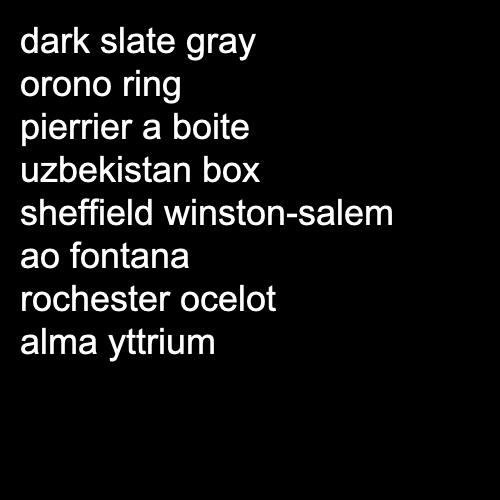 dark slate gray
orono ring
pierrier a boite
uzbekistan box
sheffield winston-salem
ao fontana
rochester ocelot
alma yttrium